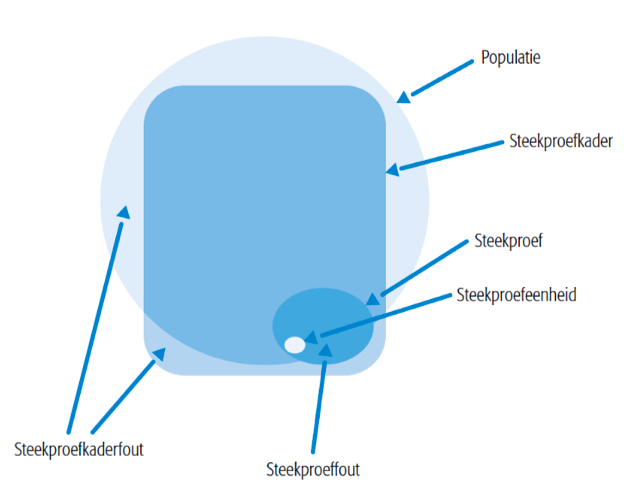 Populatie
Steekproefkader
Steekproef
Steekproefeenheid
Steekproefkaderfout
Steekproeffout